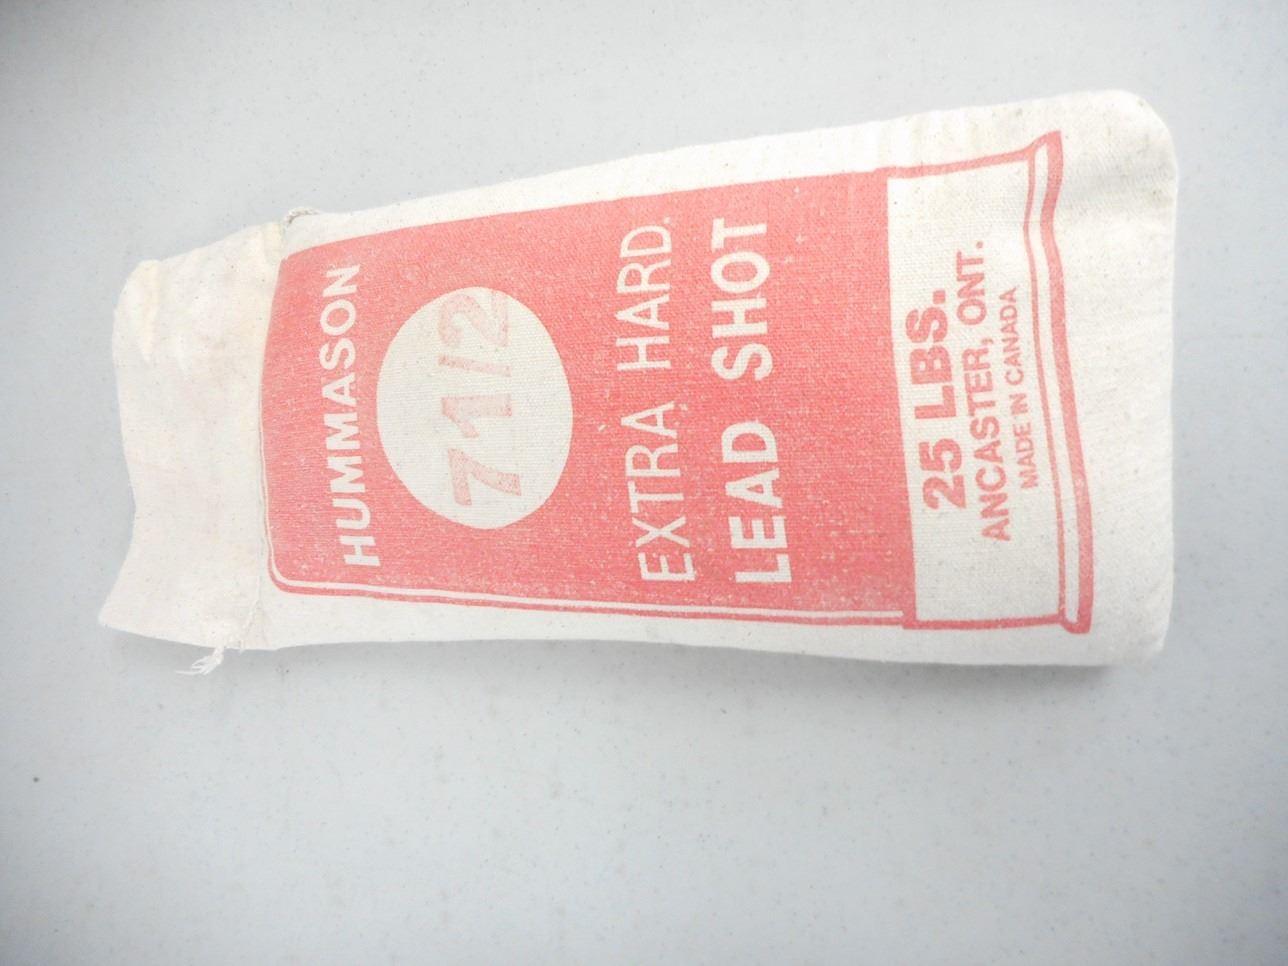 HUMMASON
7 1/2
EXTRA HARD
LEAD SHOT
25 LBS.
ANCASTER, ONT.
MADE IN CANADA